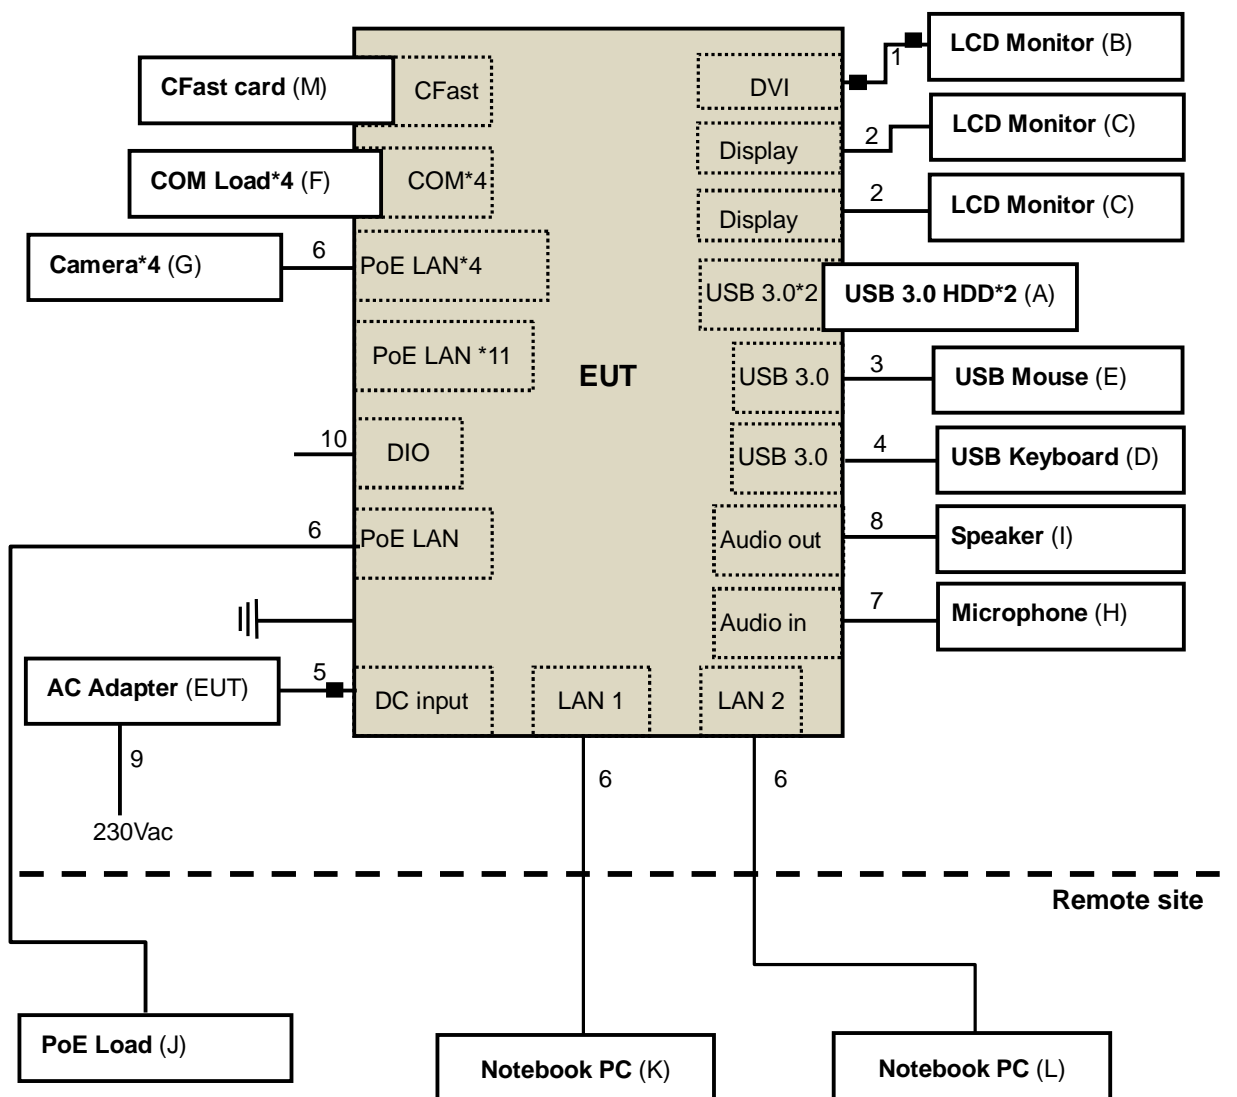 LCD Monitor (B)
1
CFast card (M)
CFast
DVI
LCD Monitor (C)
2
Display
COM Load*4 (F)
COM*4
2
LCD Monitor (C)
Display
6
Camera*4 (G)
PoE LAN*4
USB 3.0*2
USB 3.0 HDD*2 (A)
PoE LAN *11
EUT
USB 3.0
3
USB Mouse (E)
10
DIO
USB 3.0
4
USB Keyboard (D)
6
PoE LAN
Audio out
8
Speaker (I)
Audio in
7
Microphone (H)
AC Adapter (EUT)
5
DC input
LAN 1
LAN 2
9
6
6
230Vac
Remote site
PoE Load (J)
Notebook PC (K)
Notebook PC (L)